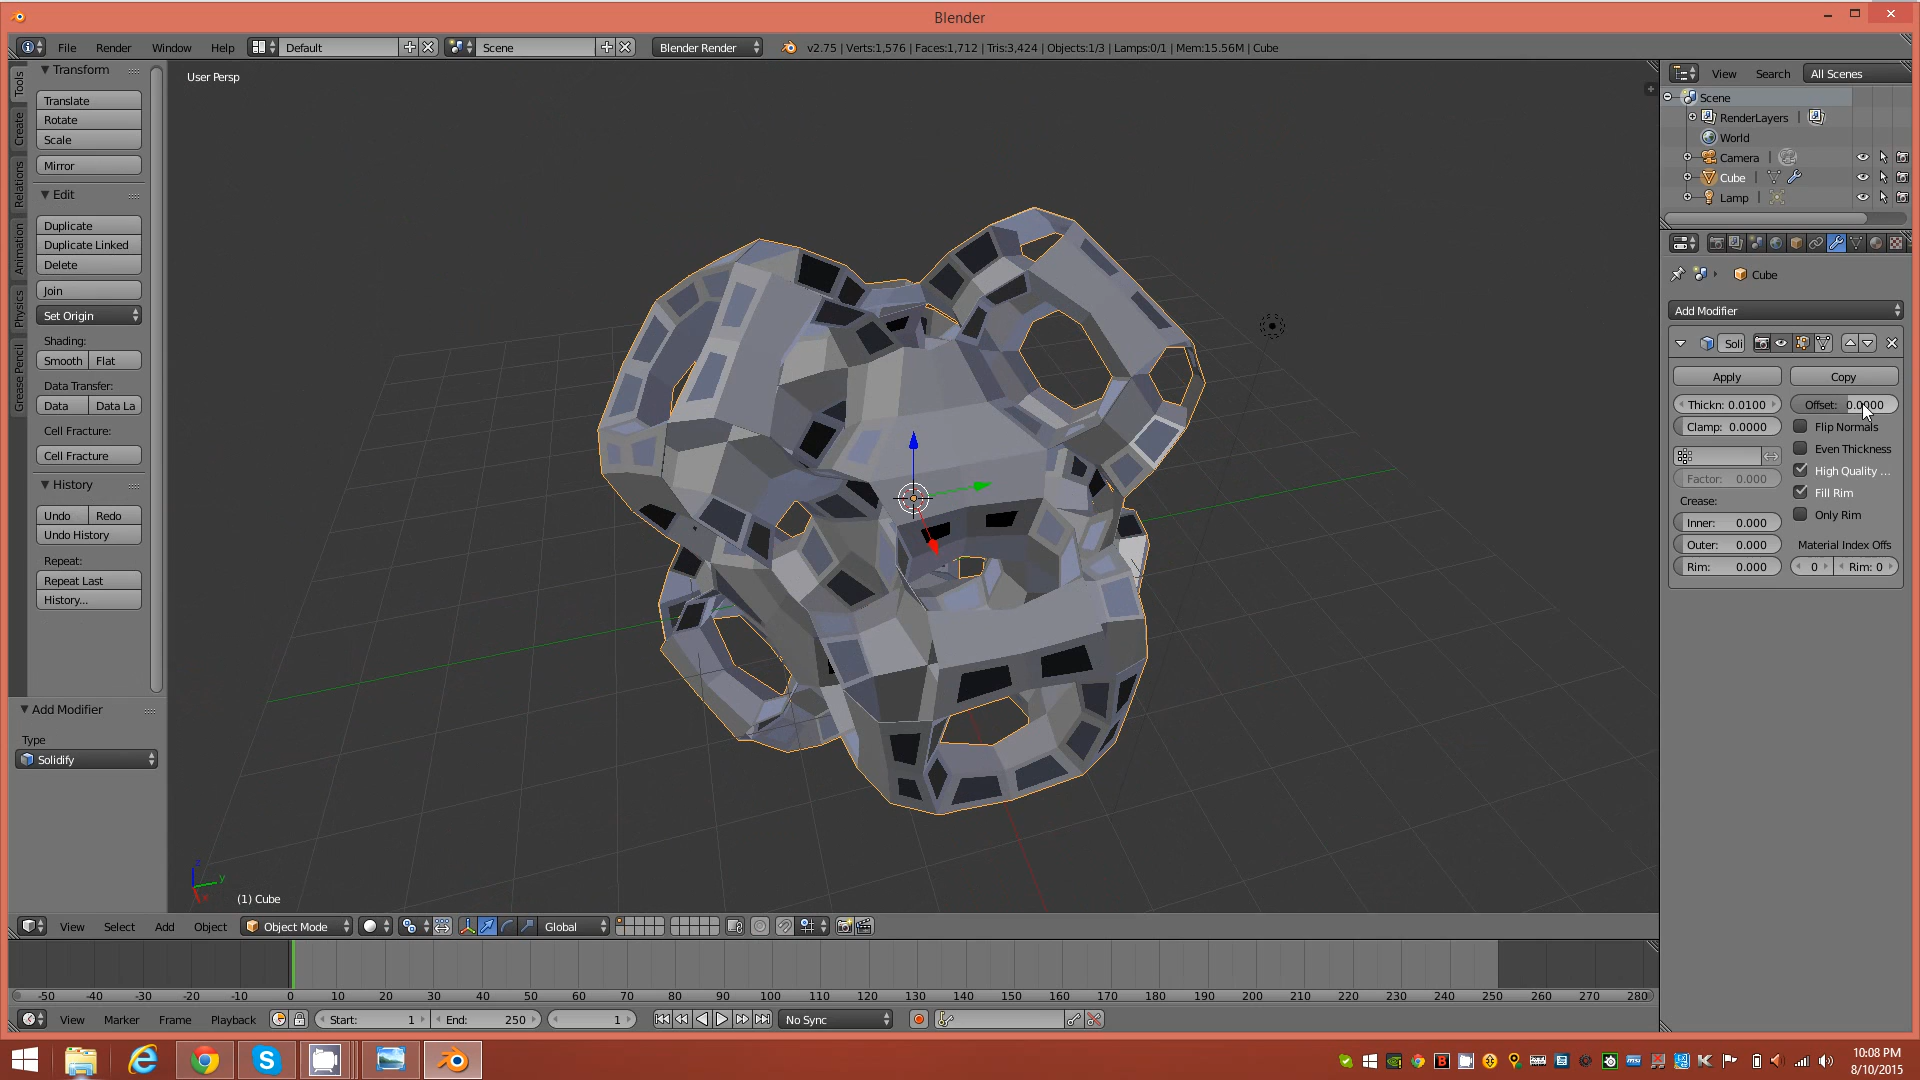 Blender
File Render Window Help Default Scene Blender Render v2.75 | Verts:1,576 | Faces:1,712 | Tris:3,424 | Objects:1/3 | Lamps:0/1 | Mem:15.56M | Cube
Tools
Create
Relations
Animation
Physics
Grease Pencil
Transform
Translate
Rotate
Scale
Mirror
Edit
Duplicate
Duplicate Linked
Delete
Join
Set Origin
Shading:
Smooth Flat
Data Transfer:
Data Data La
Cell Fracture:
Cell Fracture
History
Undo Redo
Undo History
Repeat:
Repeat Last
History...
Add Modifier
Type
Solidify
User Persp
z
y
x
(1) Cube
View Search All Scenes
Scene
RenderLayers
World
Camera
Cube
Lamp
Cube
Add Modifier
Soli
Apply Copy
Thickn: 0.0100 Offset: 0.0000
Clamp: 0.0000 Flip Normals
Even Thickness
High Quality ...
Factor: 0.000
Fill Rim
Crease:
Only Rim
Inner: 0.000
Outer: 0.000 Material Index Offs
Rim: 0.000 0 Rim: 0
View Select Add Object Object Mode Global
-50 -40 -30 -20 -10 0 10 20 30 40 50 60 70 80 90 100 110 120 130 140 150 160 170 180 190 200 210 220 230 240 250 260 270 280
View Marker Frame Playback Start: 1 End: 250 1 No Sync
10:08 PM
8/10/2015